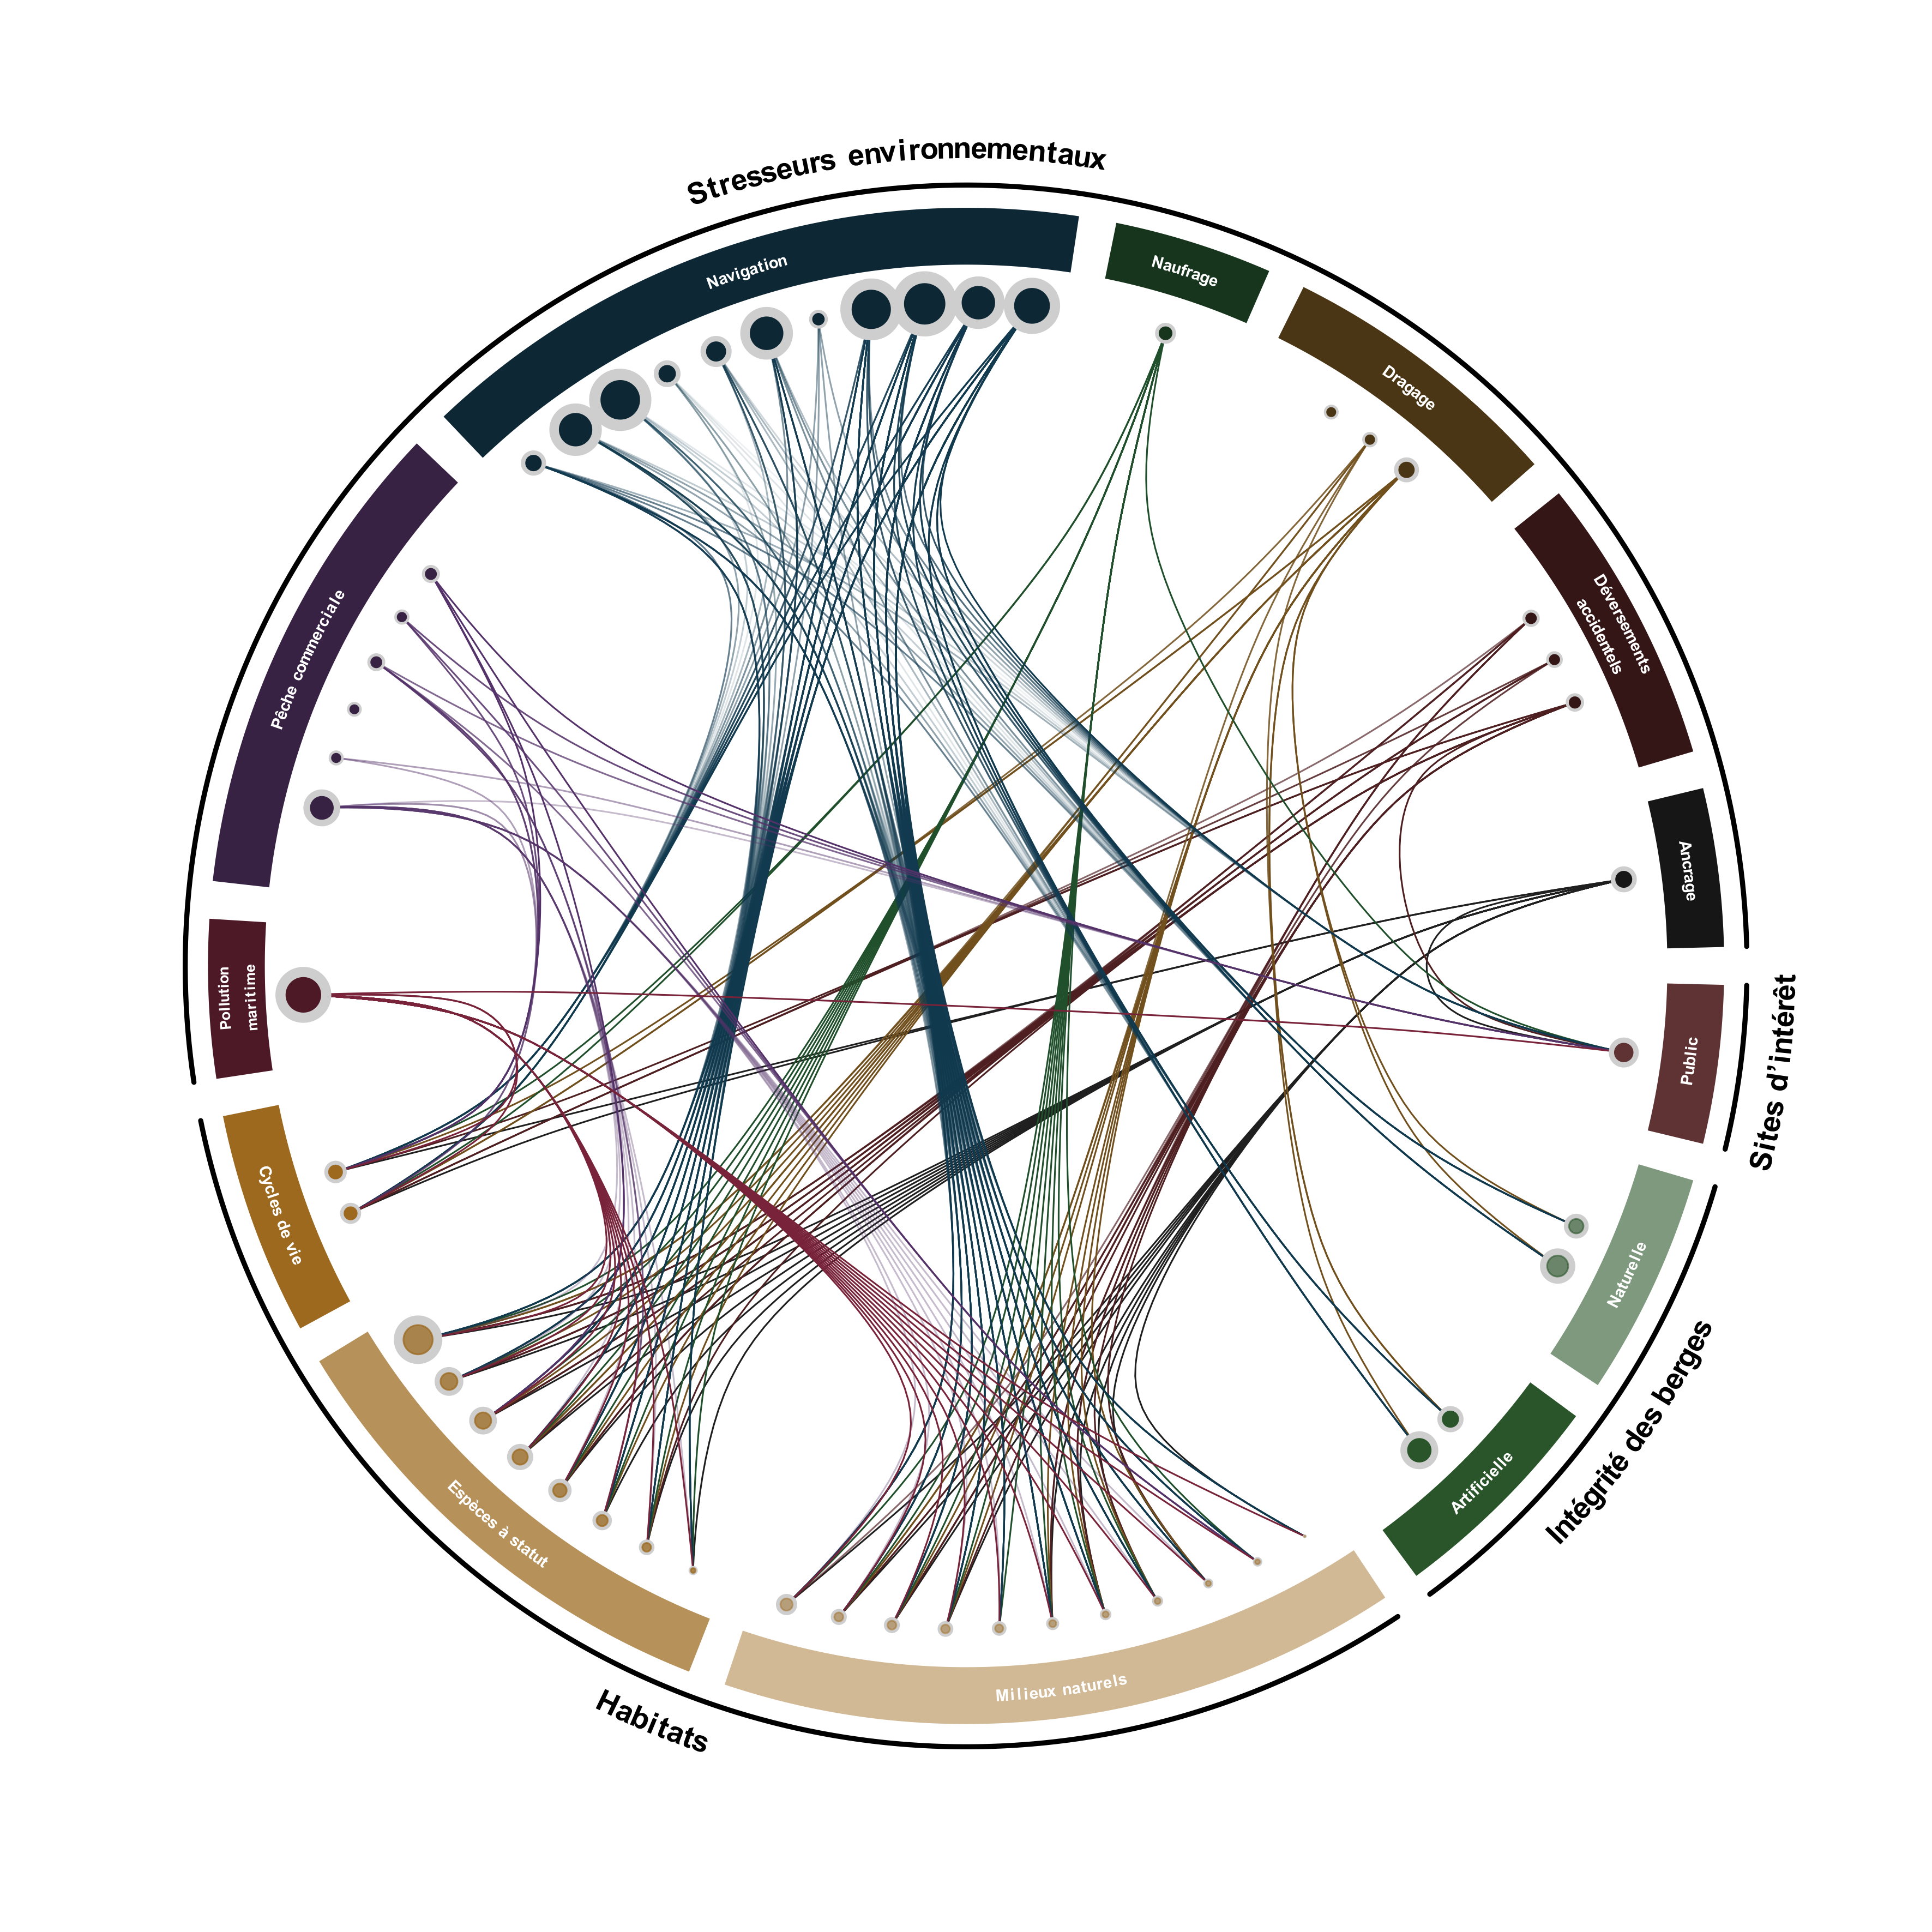 Stresseurs environnementaux
Navigation
Naufrage
Dragage
Déversements
accidentels
Ancrage
Sites d'intérêt
Public
Naturelle
Intégrité des berges
Artificielle
Milieux naturels
Habitats
Espèces à statut
Cycles de vie
Pollution
maritime
Pêche commerciale